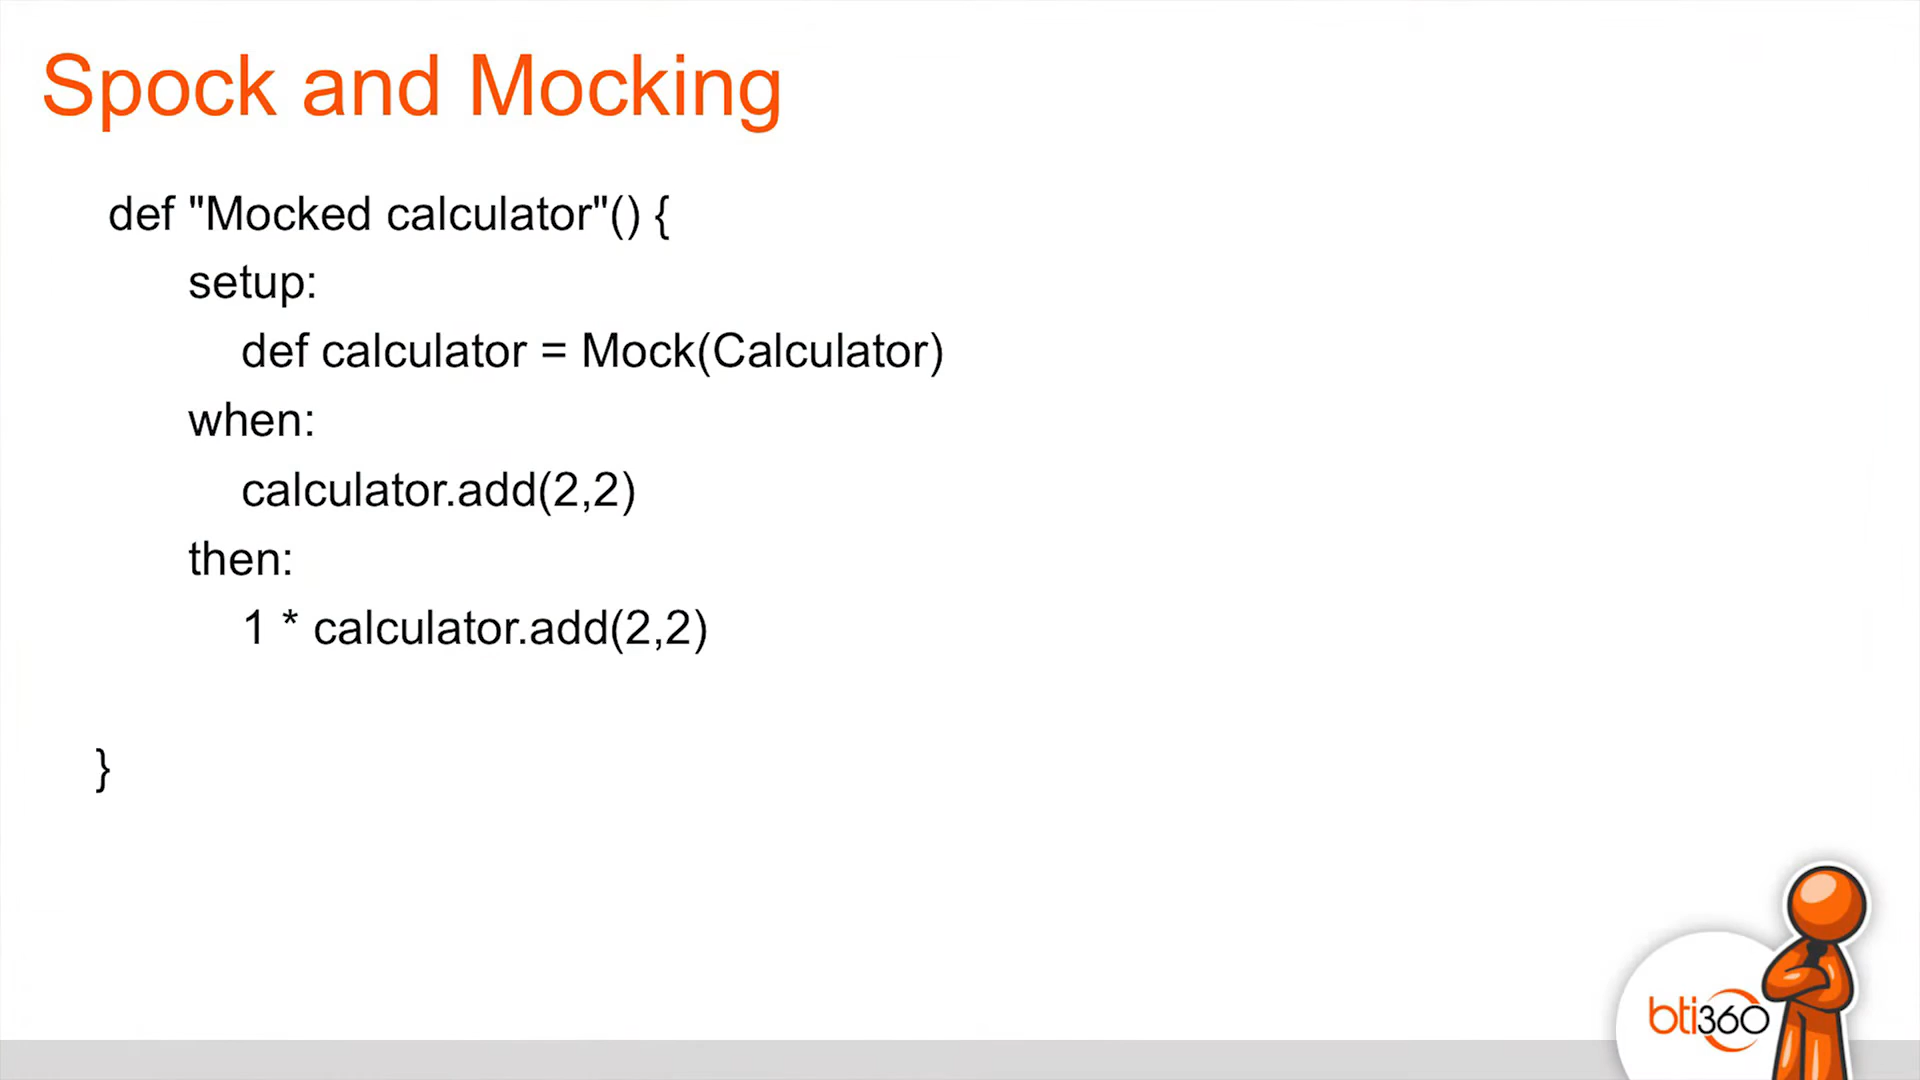 Spock and Mocking
def "Mocked calculator"() {
setup:
def calculator = Mock(Calculator)
when:
calculator.add(2,2)
then:
1 * calculator.add(2,2)
}
bti360